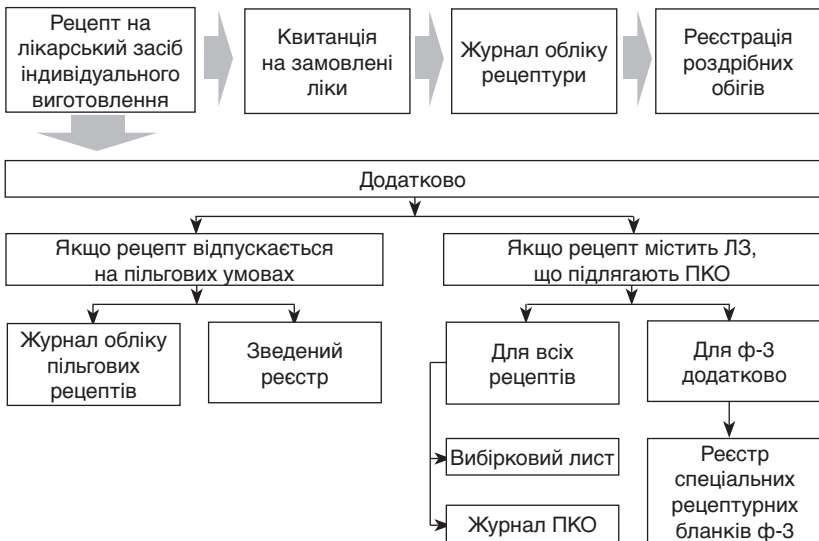 Рецепт на
лікарський засіб
індивідуального
виготовлення
Квитанція
на замовлені
ліки
Журнал обліку
рецептури
Реєстрація
роздрібних
обігів
Додатково
Якщо рецепт відпускається
на пільгових умовах
Якщо рецепт містить ЛЗ,
що підлягають ПКО
Журнал обліку
пільгових
рецептів
Зведений
реєстр
Для всіх
рецептів
Для ф-3
додатково
Вибірковий лист
Журнал ПКО
Реєстр
спеціальних
рецептурних
бланків ф-3